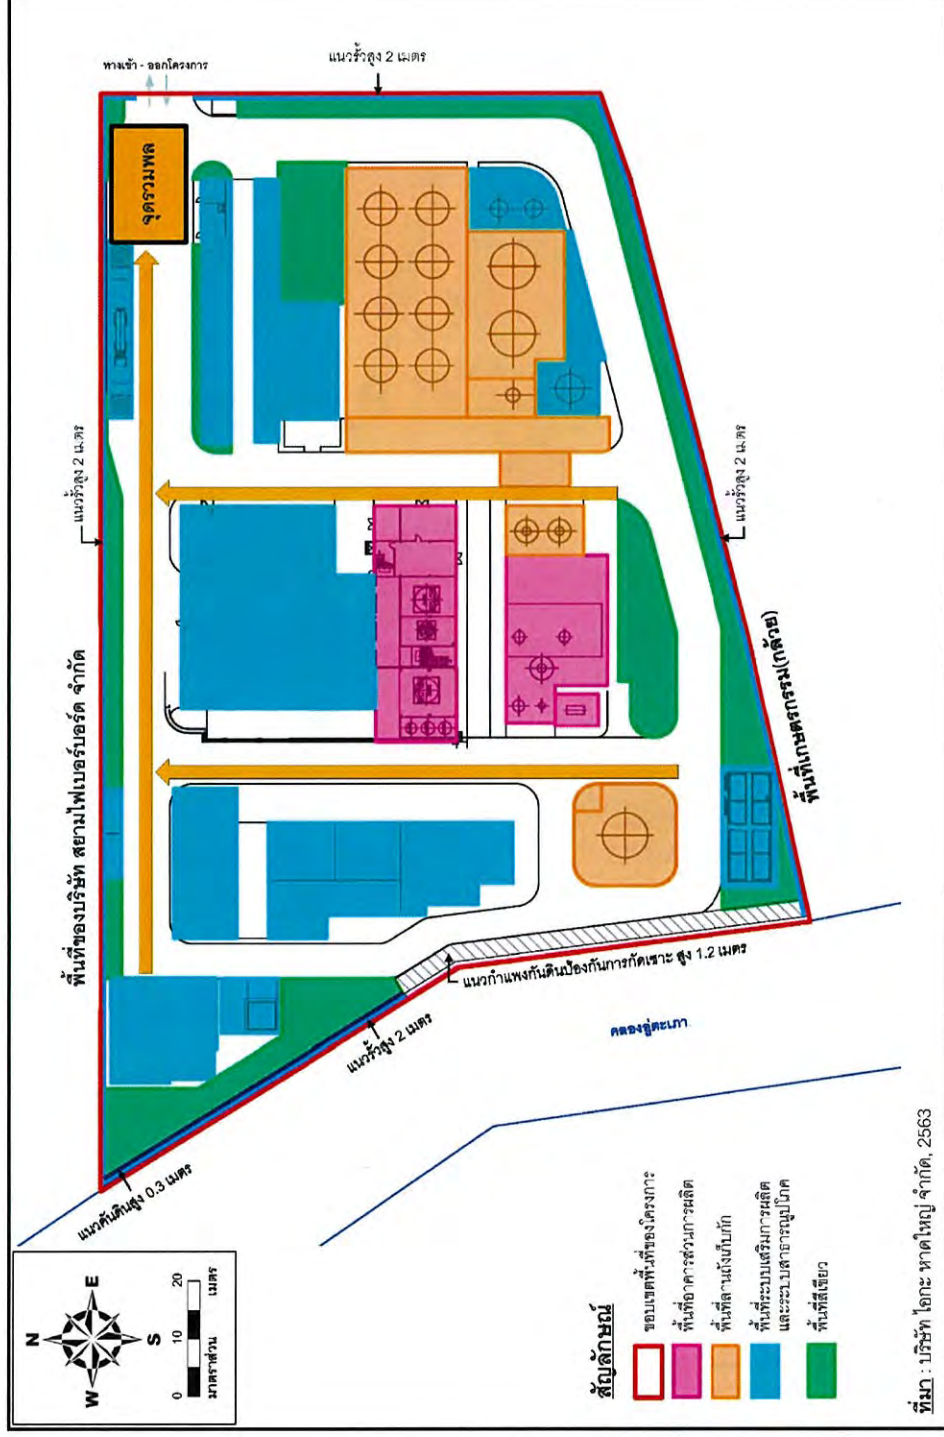 ทางเข้า - ออกโครงการ
แนวรั้วสูง 2 เมตร
จุดรวมพล
แนวรั้วสูง 2 เมตร
พื้นที่ของบริษัท สยามไฟเบอร์บอร์ด จำกัด
แนวรั้วสูง 2 เมตร
พื้นที่เกษตรกรรม(กล้วย)
แนวกำแพงกันดินป้องกันการกัดเซาะ สูง 1.2 เมตร
แนวรั้วสูง 2 เมตร
คลองอู่ตะเภา
แนวคันดินสูง 0.3 เมตร
N
E
S
W
0 10 20
มาตราส่วน เมตร
สัญลักษณ์
ขอบเขตพื้นที่ของโครงการ
พื้นที่อาคารส่วนการผลิต
พื้นที่ลานถังเก็บกัก
พื้นที่ระบบเสริมการผลิต
และระบบสาธารณูปโภค
พื้นที่สีเขียว
ที่มา : บริษัท ไอกะ หาดใหญ่ จำกัด, 2563